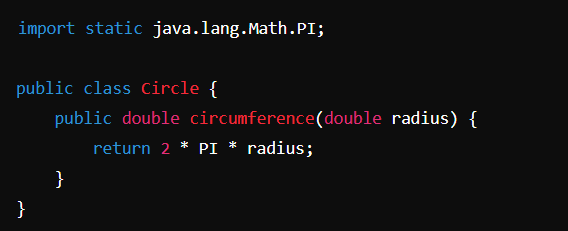 import static java.lang.Math.PI;
public class Circle {
    public double circumference(double radius) {
        return 2 * PI * radius;
    }
}